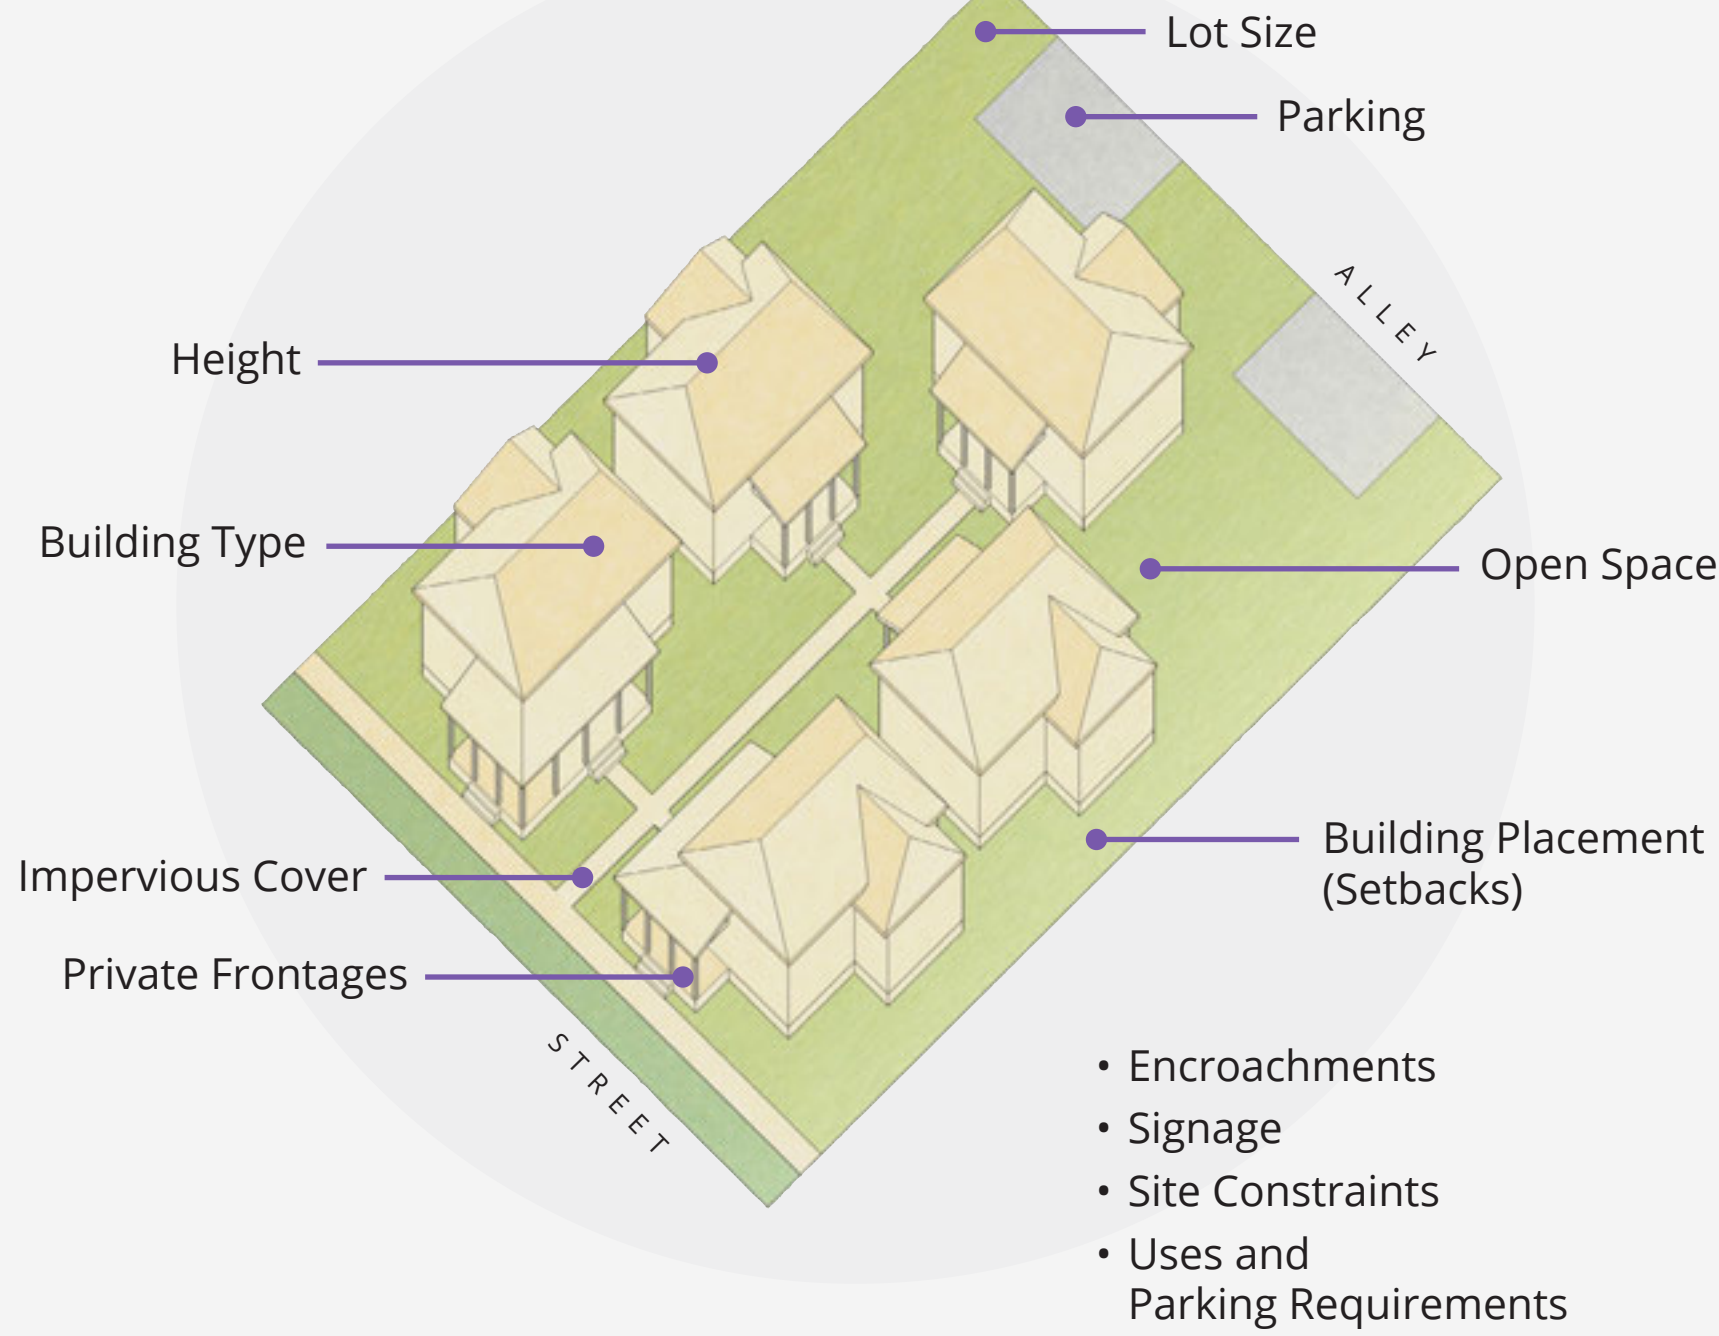 Lot Size
Parking
ALLEY
Height
Building Type
Open Space
Building Placement
(Setbacks)
Impervious Cover
Private Frontages
STREET
• Encroachments
• Signage
• Site Constraints
• Uses and
Parking Requirements